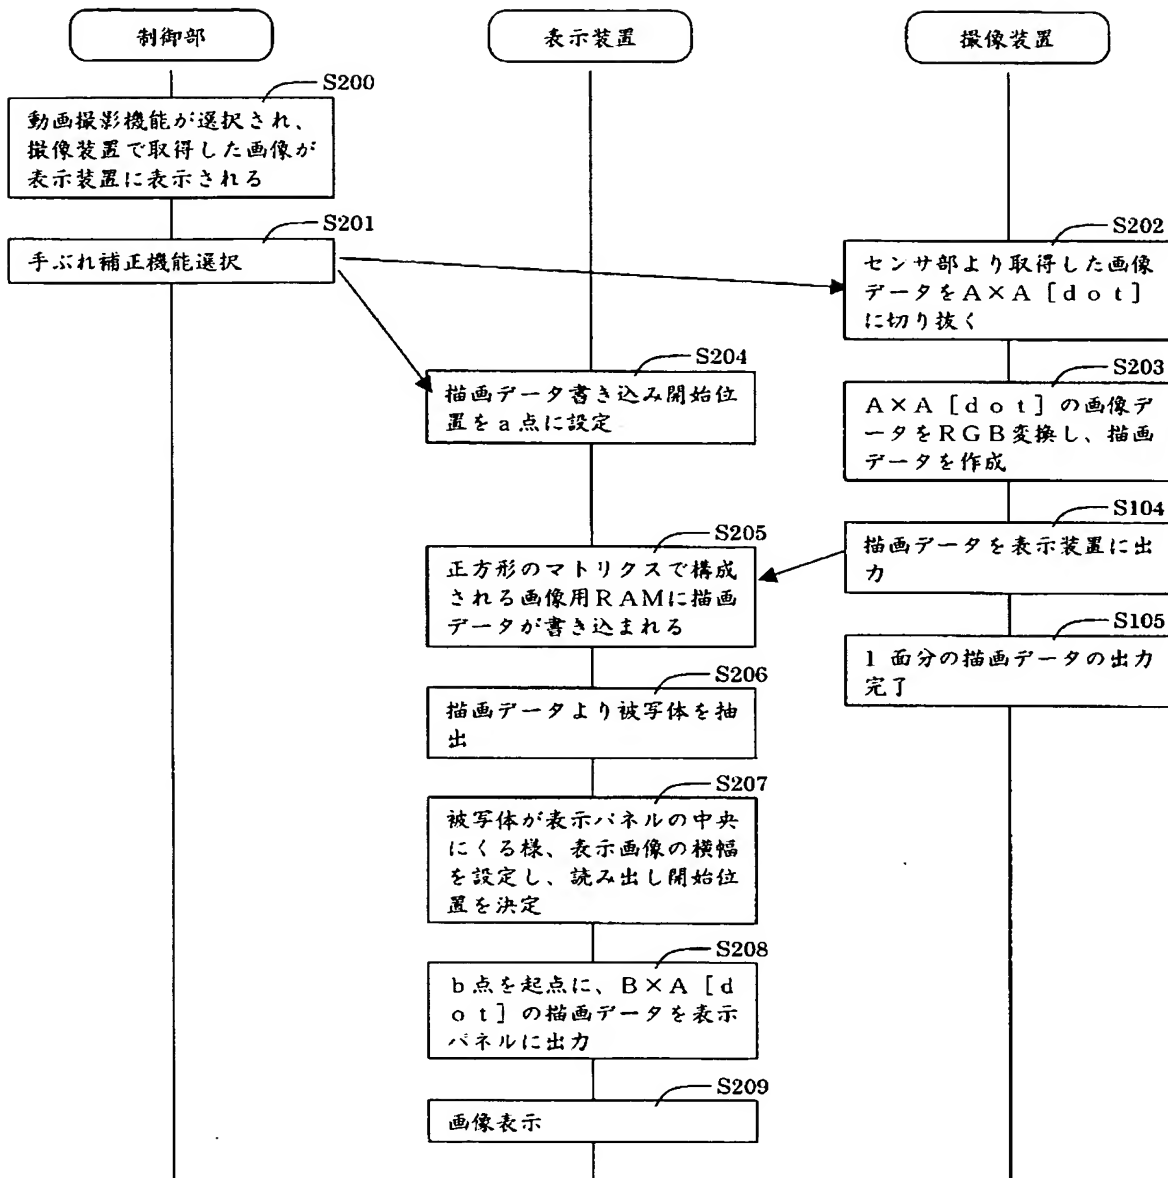 制御部
表示装置
撮像装置
S200
動画撮影機能が選択され、
撮像装置で取得した画像が
表示装置に表示される
S201
手ぶれ補正機能選択
S202
センサ部より取得した画像
データをA×A［dot］
に切り抜く
S204
描画データ書き込み開始位
置をa点に設定
S203
A×A［dot］の画像デ
ータをRGB変換し、描画
データを作成
S104
描画データを表示装置に出
力
S205
正方形のマトリクスで構成
される画像用RAMに描画
データが書き込まれる
S105
1面分の描画データの出力
完了
S206
描画データより被写体を抽
出
S207
被写体が表示パネルの中央
にくる様、表示画像の横幅
を設定し、読み出し開始位
置を決定
S208
b点を起点に、B×A［d
ot］の描画データを表示
パネルに出力
S209
画像表示